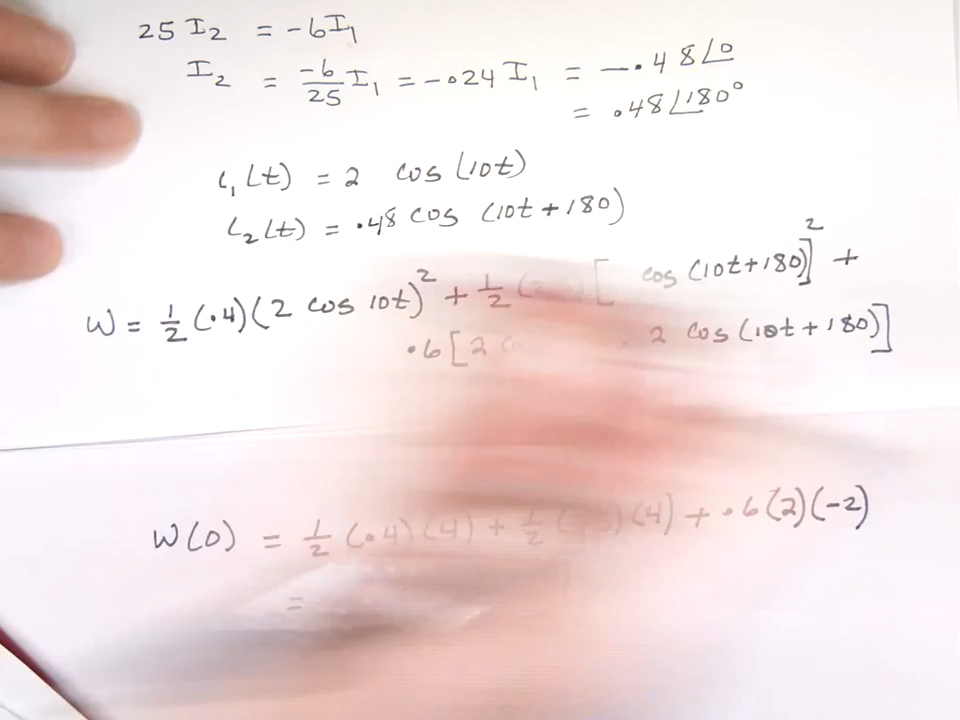 25 I2 = -6I1
I2 = -6/25 I1 = -.024 I1 = -.48∠0
= .48∠180°
i1(t) = 2 cos(10t)
i2(t) = .48 cos (10t+180)
W = 1/2 (.4)(2 cos 10t)^2 + 1/2 ( [ cos (10t+180)]^2 +
.6[2 2 cos (10t+180)]
W(0) = 1/2 (.4)(4) + 1/2 ( )(4) + .6(2)(-2)
=